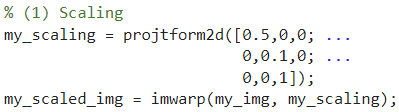 % (1) Scaling
my_scaling = projtform2d([0.5,0,0; ...
0,0.1,0; ...
0,0,1]);
my_scaled_img = imwarp(my_img, my_scaling);